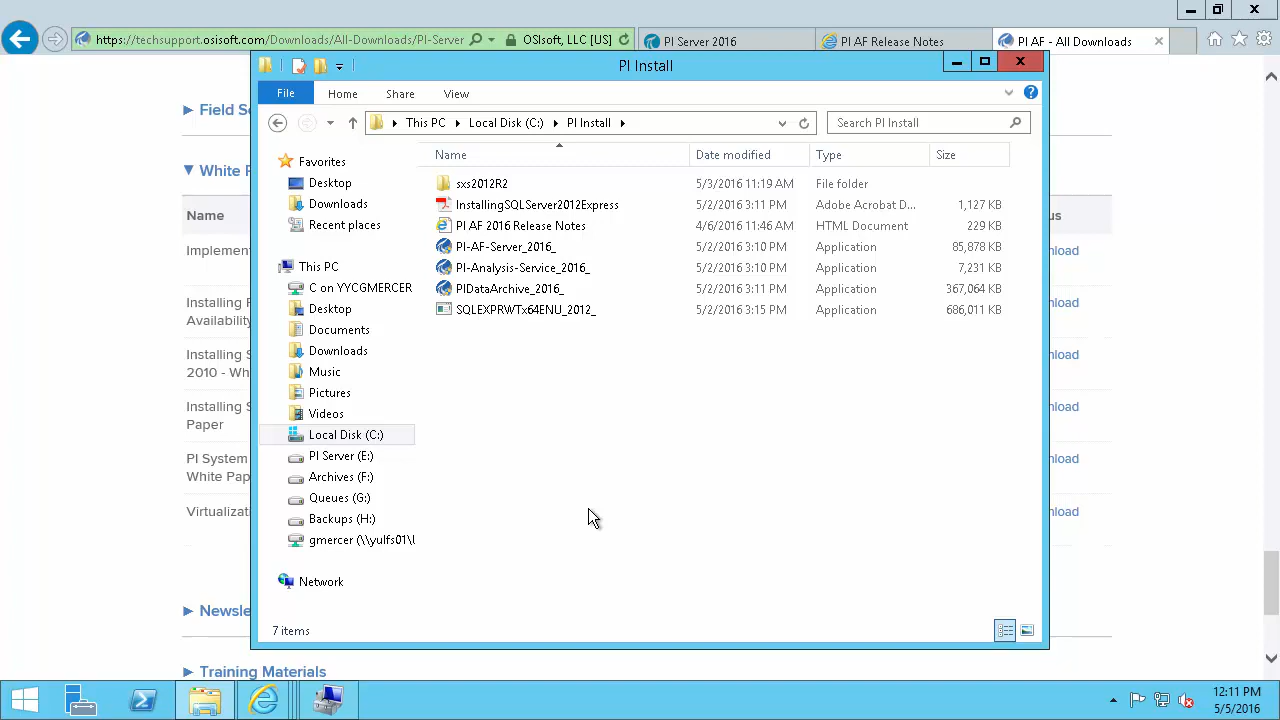 https://techsupport.osisoft.com/Downloads/All-Downloads/PI-Server
OSIsoft, LLC [US]
PI Server 2016
PI AF Release Notes
PI AF - All Downloads
PI Install
File
Home
Share
View
This PC
Local Disk (C:)
PI Install
Search PI Install
Name
Date modified
Type
Size
Favorites
Desktop
Downloads
Recent places
This PC
C on YYCGMERCER
Desktop
Documents
Downloads
Music
Pictures
Videos
Local Disk (C:)
PI Server (E:)
Archives (F:)
Queues (G:)
Backups (H:)
gmercer (\\yulfs01\
Network
sxs2012R2 5/3/2016 11:19 AM File folder
InstallingSQLServer2012Express 5/2/2016 3:11 PM Adobe Acrobat D... 1,127 KB
PI AF 2016 Release Notes 4/6/2016 11:46 AM HTML Document 229 KB
PI-AF-Server_2016_ 5/2/2016 3:10 PM Application 85,878 KB
PI-Analysis-Service_2016_ 5/2/2016 3:10 PM Application 7,231 KB
PIDataArchive_2016_ 5/2/2016 3:11 PM Application 367,064 KB
SQLEXPRWTx64ENU_2012_ 5/2/2016 3:15 PM Application 686,011 KB
7 items
Field Se
White P
Name
us
Implemen
nload
Installing F
Availability
nload
Installing S
2010 - Wh
nload
Installing S
Paper
nload
PI System
White Pap
nload
Virtualizati
nload
Newsle
Training Materials
12:11 PM
5/5/2016